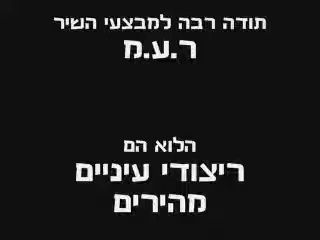 תודה רבה למבצעי השיר
ר.ע.מ
הלוא הם
ריצודי עיניים
מהירים